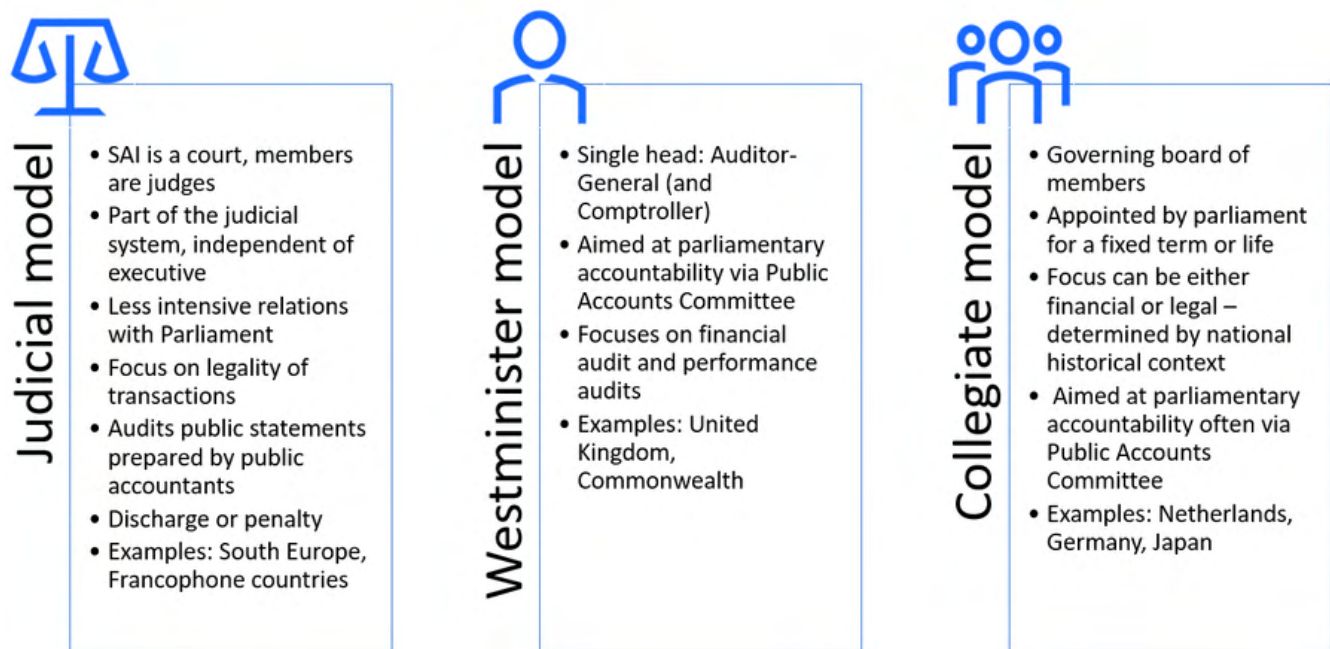 Judicial model
• SAI is a court, members
are judges
• Part of the judicial
system, independent of
executive
• Less intensive relations
with Parliament
• Focus on legality of
transactions
• Audits public statements
prepared by public
accountants
• Discharge or penalty
• Examples: South Europe,
Francophone countries
Westminister model
• Single head: Auditor-
General (and
Comptroller)
• Aimed at parliamentary
accountability via Public
Accounts Committee
• Focuses on financial
audit and performance
audits
• Examples: United
Kingdom,
Commonwealth
Collegiate model
• Governing board of
members
• Appointed by parliament
for a fixed term or life
• Focus can be either
financial or legal –
determined by national
historical context
• Aimed at parliamentary
accountability often via
Public Accounts
Committee
• Examples: Netherlands,
Germany, Japan